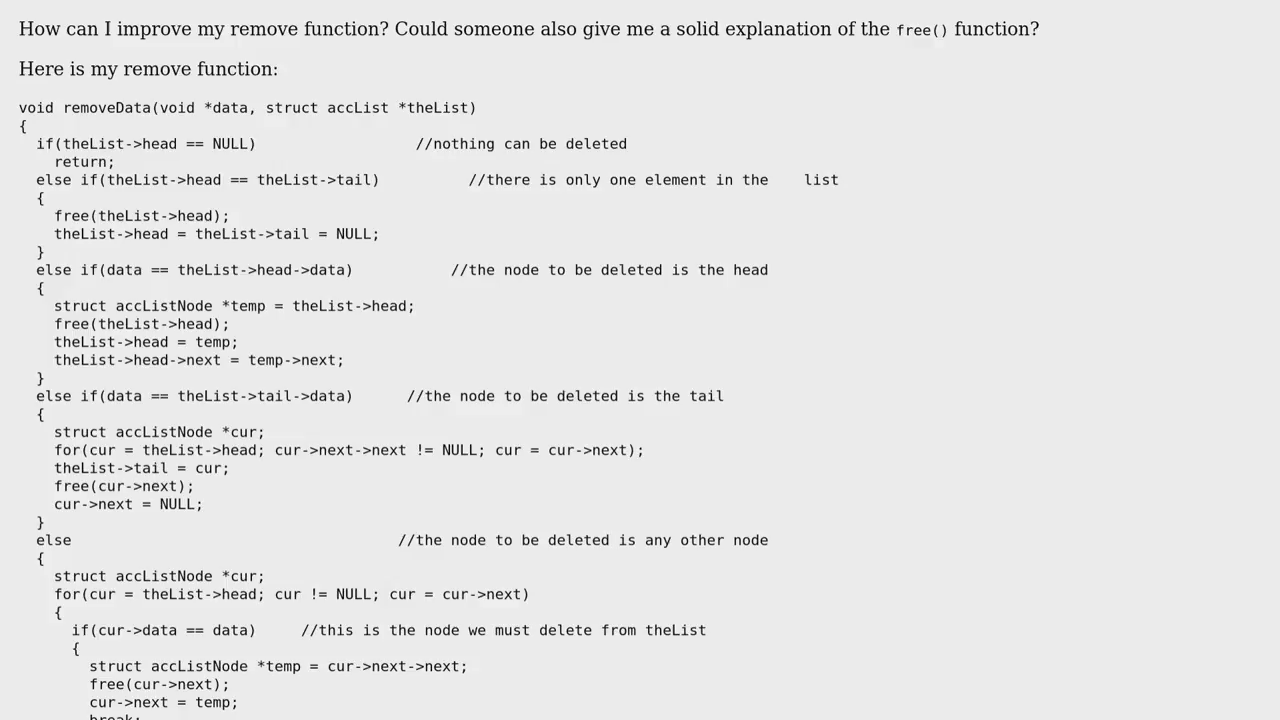 How can I improve my remove function? Could someone also give me a solid explanation of the free() function?
Here is my remove function:
void removeData(void *data, struct accList *theList)
{
  if(theList->head == NULL)                  //nothing can be deleted
    return;
  else if(theList->head == theList->tail)          //there is only one element in the    list
  {
    free(theList->head);
    theList->head = theList->tail = NULL;
  }
  else if(data == theList->head->data)           //the node to be deleted is the head
  {
    struct accListNode *temp = theList->head;
    free(theList->head);
    theList->head = temp;
    theList->head->next = temp->next;
  }
  else if(data == theList->tail->data)      //the node to be deleted is the tail
  {
    struct accListNode *cur;
    for(cur = theList->head; cur->next->next != NULL; cur = cur->next);
    theList->tail = cur;
    free(cur->next);
    cur->next = NULL;
  }
  else                                     //the node to be deleted is any other node
  {
    struct accListNode *cur;
    for(cur = theList->head; cur != NULL; cur = cur->next)
    {
      if(cur->data == data)     //this is the node we must delete from theList
      {
        struct accListNode *temp = cur->next->next;
        free(cur->next);
        cur->next = temp;
        break;